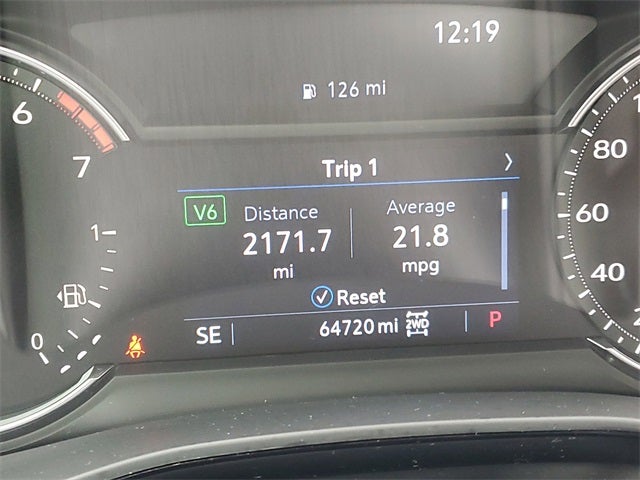 12:19
126 mi
6
7
Trip 1
V6 Distance Average
2171.7 21.8
mi mpg
Reset
SE 64720 mi 2WD P
1
0
80
60
40